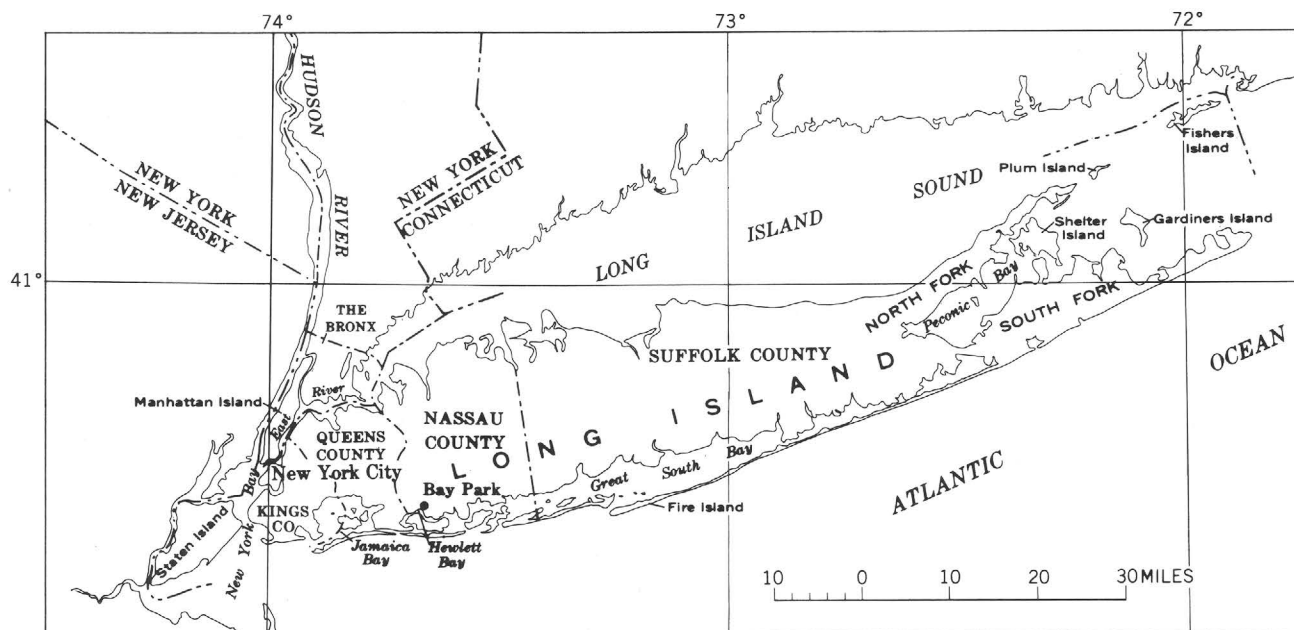 74°
73°
72°
HUDSON
RIVER
NEW YORK
NEW JERSEY
NEW YORK
CONNECTICUT
Fishers
Island
Plum Island
SOUND
ISLAND
LONG
Shelter
Island
Gardiners Island
41°
THE
BRONX
NORTH FORK
Peconic Bay
SOUTH FORK
SUFFOLK COUNTY
OCEAN
Manhattan Island
East River
NASSAU
COUNTY
LONG ISLAND
QUEENS
COUNTY
New York City
Bay Park
Great South Bay
ATLANTIC
KINGS
CO.
Fire Island
Staten Island
New York Bay
Jamaica
Bay
Hewlett
Bay
10 0 10 20 30 MILES